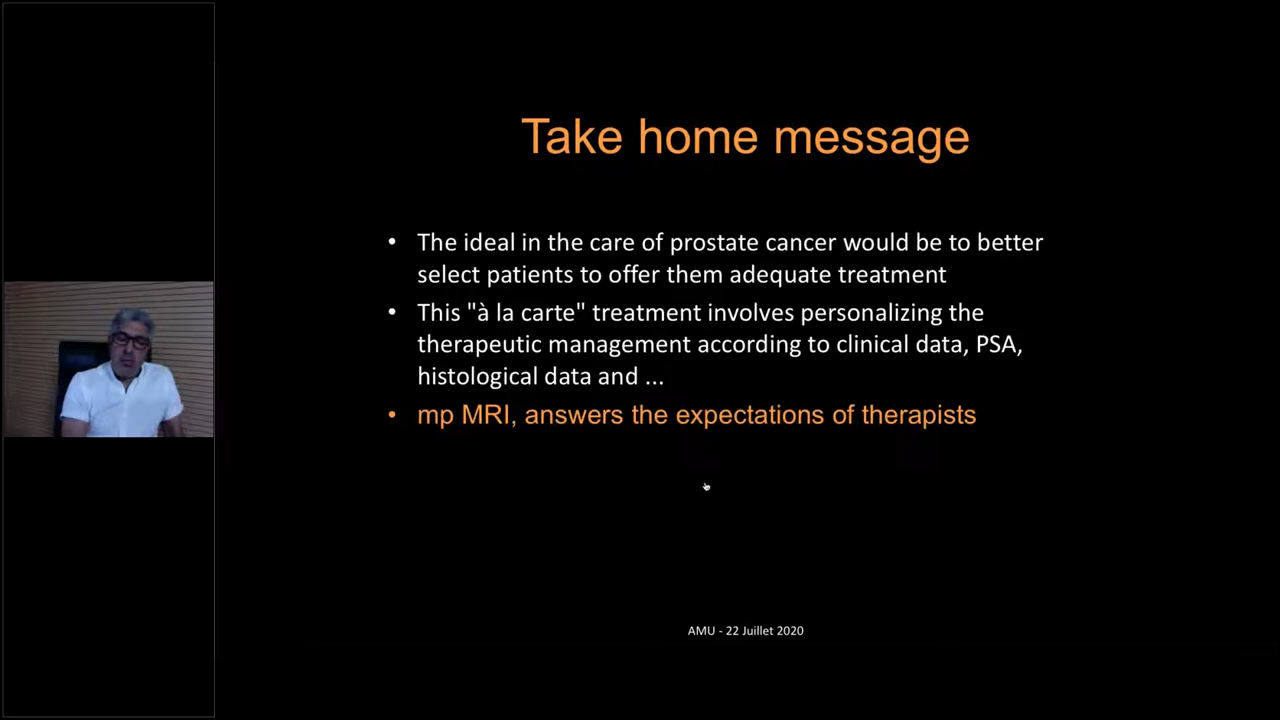 Take home message
• The ideal in the care of prostate cancer would be to better
select patients to offer them adequate treatment
• This "à la carte" treatment involves personalizing the
therapeutic management according to clinical data, PSA,
histological data and ...
• mp MRI, answers the expectations of therapists
AMU - 22 Juillet 2020